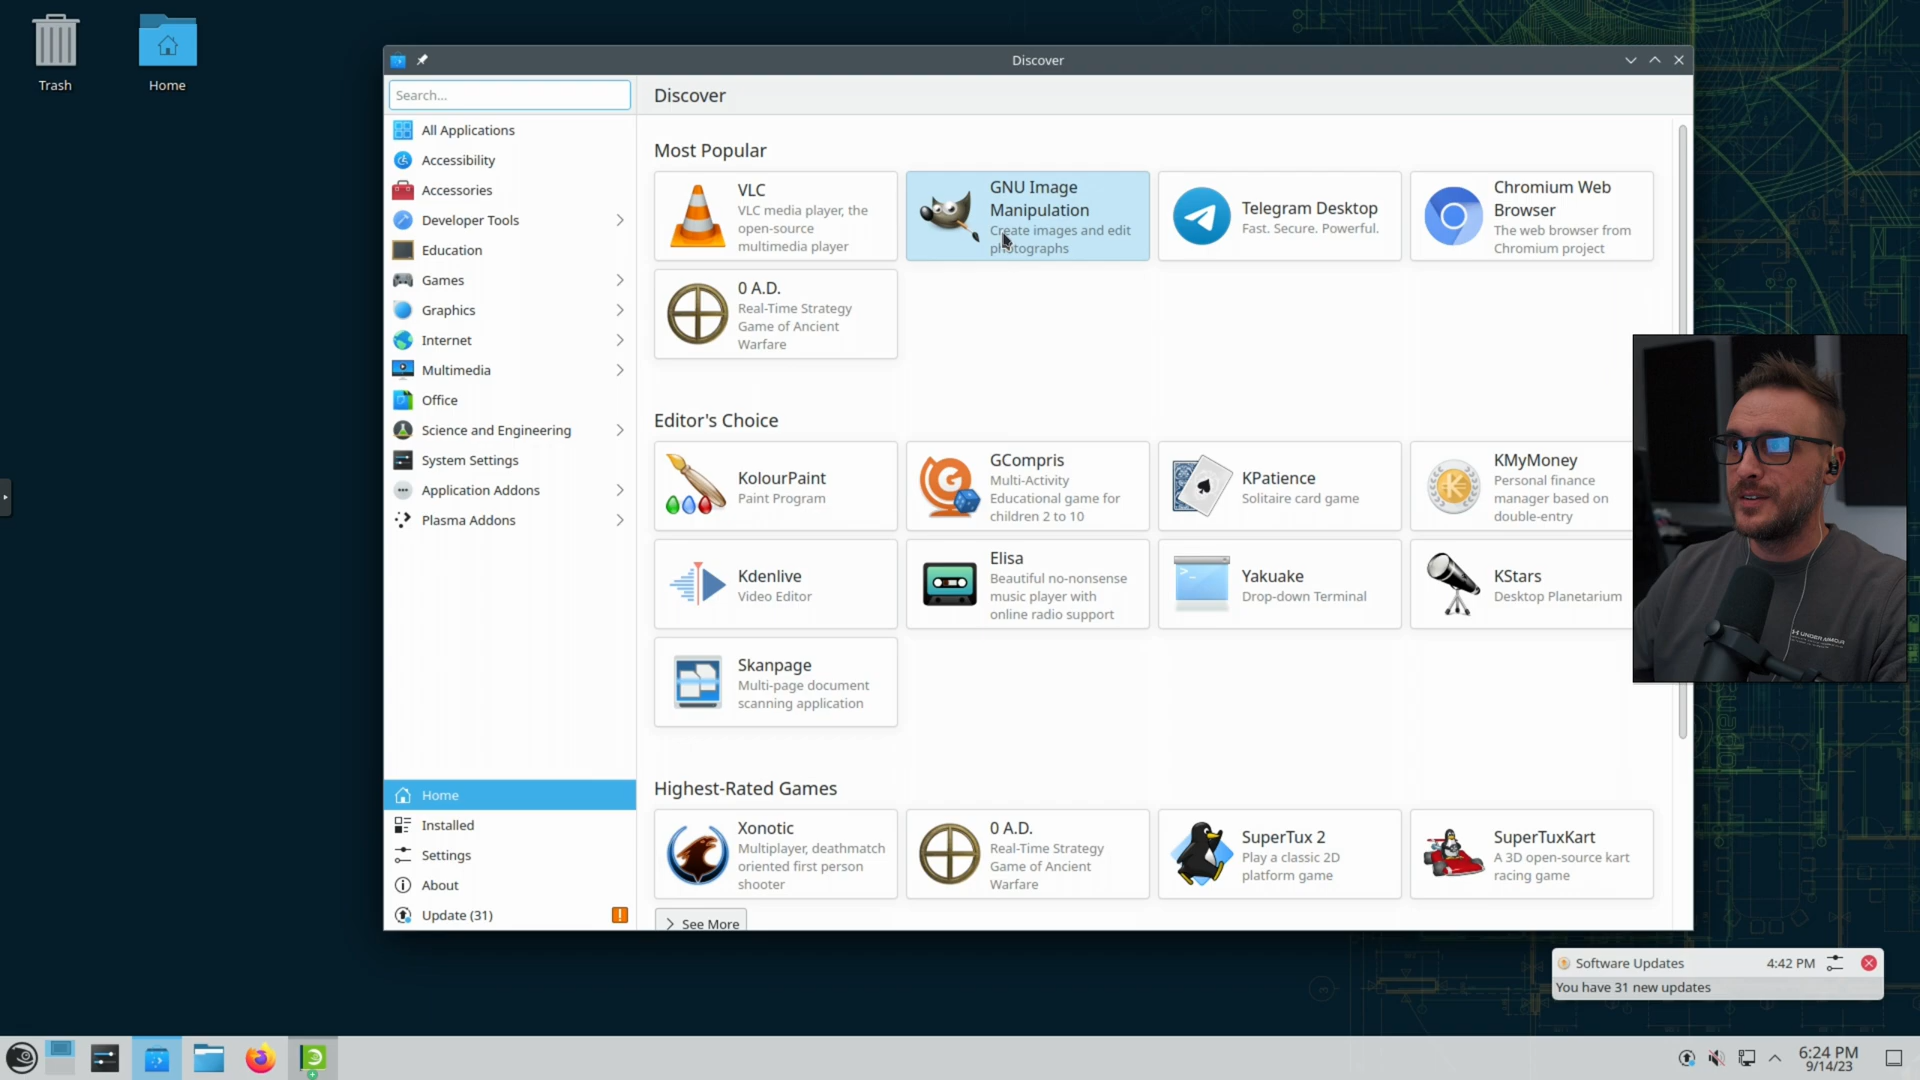 Trash
Home
Discover
Search...
Discover
All Applications
Accessibility
Accessories
Developer Tools
Education
Games
Graphics
Internet
Multimedia
Office
Science and Engineering
System Settings
Application Addons
Plasma Addons
Home
Installed
Settings
About
Update (31)
Most Popular
VLC
VLC media player, the
open-source
multimedia player
GNU Image
Manipulation
Create images and edit
photographs
Telegram Desktop
Fast. Secure. Powerful.
Chromium Web
Browser
The web browser from
Chromium project
0 A.D.
Real-Time Strategy
Game of Ancient
Warfare
Editor's Choice
KolourPaint
Paint Program
GCompris
Multi-Activity
Educational game for
children 2 to 10
KPatience
Solitaire card game
KMyMoney
Personal finance
manager based on
double-entry
Kdenlive
Video Editor
Elisa
Beautiful no-nonsense
music player with
online radio support
Yakuake
Drop-down Terminal
KStars
Desktop Planetarium
Skanpage
Multi-page document
scanning application
Highest-Rated Games
Xonotic
Multiplayer, deathmatch
oriented first person
shooter
0 A.D.
Real-Time Strategy
Game of Ancient
Warfare
SuperTux 2
Play a classic 2D
platform game
SuperTuxKart
A 3D open-source kart
racing game
See More
UNDER ARMOUR
Software Updates
4:42 PM
You have 31 new updates
6:24 PM
9/14/23